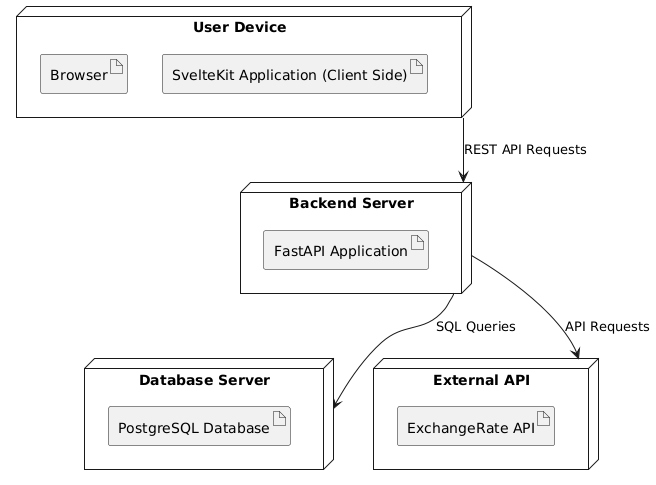 User Device
Browser
SvelteKit Application (Client Side)
REST API Requests
Backend Server
FastAPI Application
SQL Queries
API Requests
Database Server
PostgreSQL Database
External API
ExchangeRate API